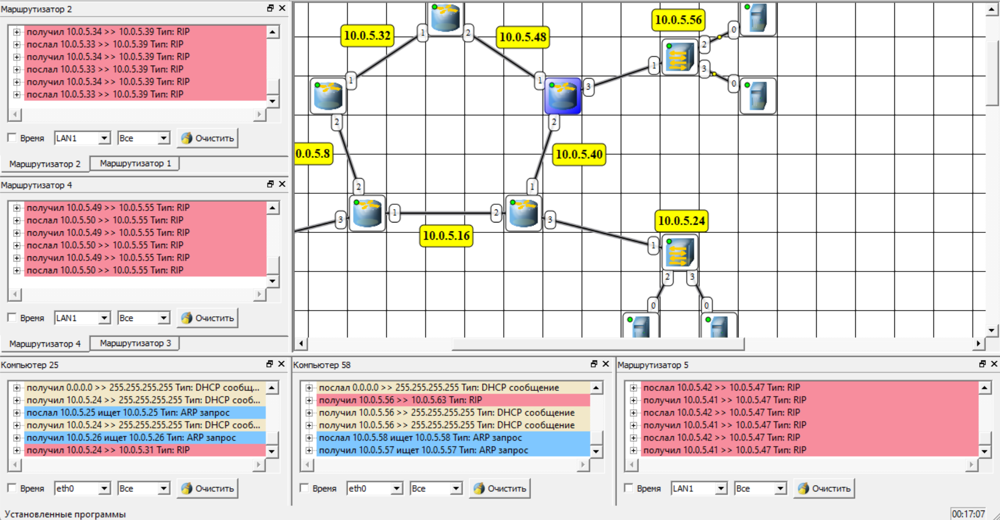 Маршрутизатор 2
получил 10.0.5.34 >> 10.0.5.39 Тип: RIP
послал 10.0.5.33 >> 10.0.5.39 Тип: RIP
получил 10.0.5.34 >> 10.0.5.39 Тип: RIP
послал 10.0.5.33 >> 10.0.5.39 Тип: RIP
получил 10.0.5.34 >> 10.0.5.39 Тип: RIP
послал 10.0.5.33 >> 10.0.5.39 Тип: RIP
Время LAN1 Все Очистить
Маршрутизатор 2 Маршрутизатор 1
Маршрутизатор 4
получил 10.0.5.49 >> 10.0.5.55 Тип: RIP
послал 10.0.5.50 >> 10.0.5.55 Тип: RIP
получил 10.0.5.49 >> 10.0.5.55 Тип: RIP
послал 10.0.5.50 >> 10.0.5.55 Тип: RIP
получил 10.0.5.49 >> 10.0.5.55 Тип: RIP
послал 10.0.5.50 >> 10.0.5.55 Тип: RIP
Время LAN1 Все Очистить
Маршрутизатор 4 Маршрутизатор 3
10.0.5.56
10.0.5.32 1 2 10.0.5.48 0
2
1 3
1 1 3 0
2 2
0.0.5.8 10.0.5.40
2 1
3 1 2 3
10.0.5.24
10.0.5.16
1
2 3
0 0
Компьютер 25
получил 0.0.0.0 >> 255.255.255.255 Тип: DHCP сообщ...
получил 10.0.5.24 >> 255.255.255.255 Тип: DHCP сооб...
послал 10.0.5.25 ищет 10.0.5.25 Тип: ARP запрос
получил 10.0.5.24 >> 255.255.255.255 Тип: DHCP сооб...
получил 10.0.5.26 ищет 10.0.5.26 Тип: ARP запрос
получил 10.0.5.24 >> 10.0.5.31 Тип: RIP
Время eth0 Все Очистить
Компьютер 58
послал 0.0.0.0 >> 255.255.255.255 Тип: DHCP сообщение
получил 10.0.5.56 >> 10.0.5.63 Тип: RIP
получил 10.0.5.56 >> 255.255.255.255 Тип: DHCP сообщение
получил 10.0.5.56 >> 255.255.255.255 Тип: DHCP сообщение
послал 10.0.5.58 ищет 10.0.5.58 Тип: ARP запрос
получил 10.0.5.57 ищет 10.0.5.57 Тип: ARP запрос
Время eth0 Все Очистить
Маршрутизатор 5
послал 10.0.5.42 >> 10.0.5.47 Тип: RIP
получил 10.0.5.41 >> 10.0.5.47 Тип: RIP
послал 10.0.5.42 >> 10.0.5.47 Тип: RIP
получил 10.0.5.41 >> 10.0.5.47 Тип: RIP
послал 10.0.5.42 >> 10.0.5.47 Тип: RIP
получил 10.0.5.41 >> 10.0.5.47 Тип: RIP
Время LAN1 Все Очистить
Установленные программы 00:17:07